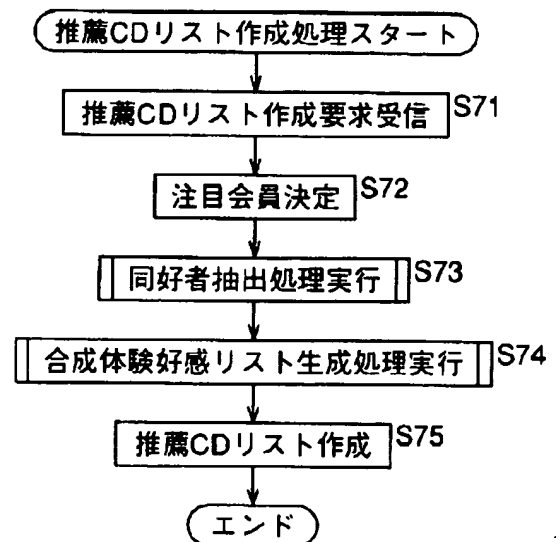 推薦CDリスト作成処理スタート
推薦CDリスト作成要求受信 S71
注目会員決定 S72
同好者抽出処理実行 S73
合成体験好感リスト生成処理実行 S74
推薦CDリスト作成 S75
エンド